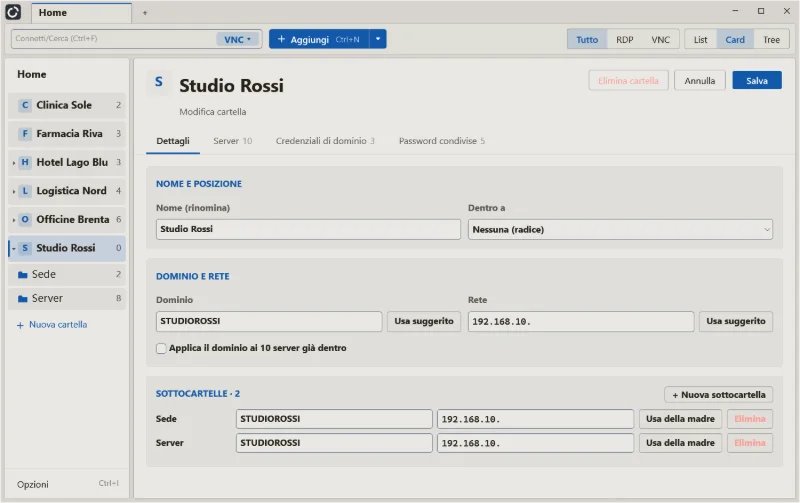 Home +
Connetti/Cerca (Ctrl+F) VNC + Aggiungi Ctrl+N Tutto RDP VNC List Card Tree
Home
C Clinica Sole 2
F Farmacia Riva 3
H Hotel Lago Blu 3
L Logistica Nord 4
O Officine Brenta 6
S Studio Rossi 0
Sede 2
Server 8
+ Nuova cartella
Opzioni Ctrl+I
S Studio Rossi Elimina cartella Annulla Salva
Modifica cartella
Dettagli Server 10 Credenziali di dominio 3 Password condivise 5
NOME E POSIZIONE
Nome (rinomina) Dentro a
Studio Rossi Nessuna (radice)
DOMINIO E RETE
Dominio Rete
STUDIOROSSI Usa suggerito 192.168.10. Usa suggerito
Applica il dominio ai 10 server già dentro
SOTTOCARTELLE · 2 + Nuova sottocartella
Sede STUDIOROSSI 192.168.10. Usa della madre Elimina
Server STUDIOROSSI 192.168.10. Usa della madre Elimina